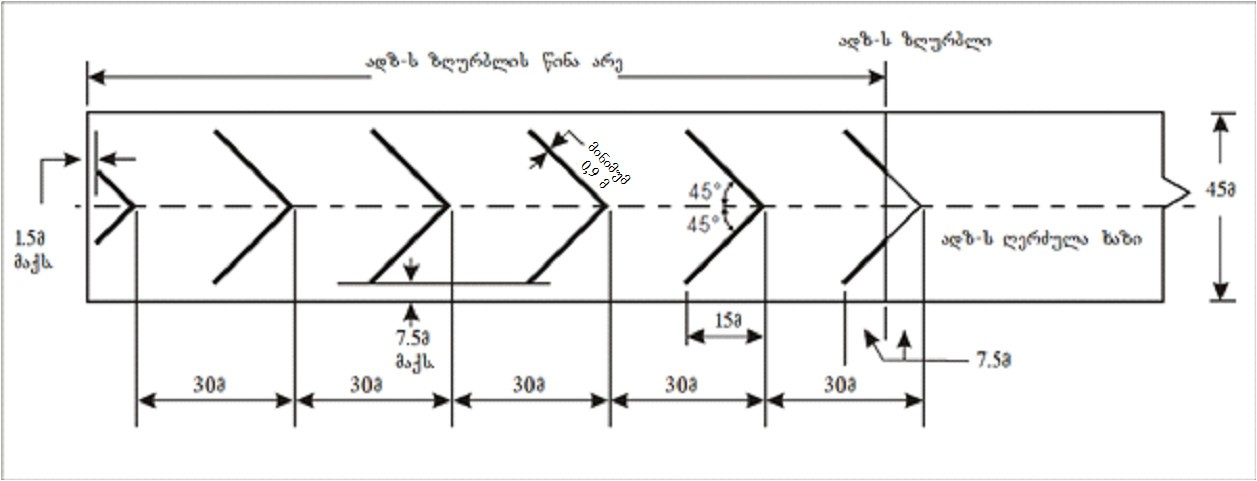 ადზ-ს ზღურბლი
ადზ-ს ზღურბლის წინა არე
მინიმუმ
0,9 მ
45°
45°
45მ
1.5მ
მაქს.
ადზ-ს ღერძულა ხაზი
15მ
7.5მ
მაქს.
7.5მ
30მ 30მ 30მ 30მ 30მ